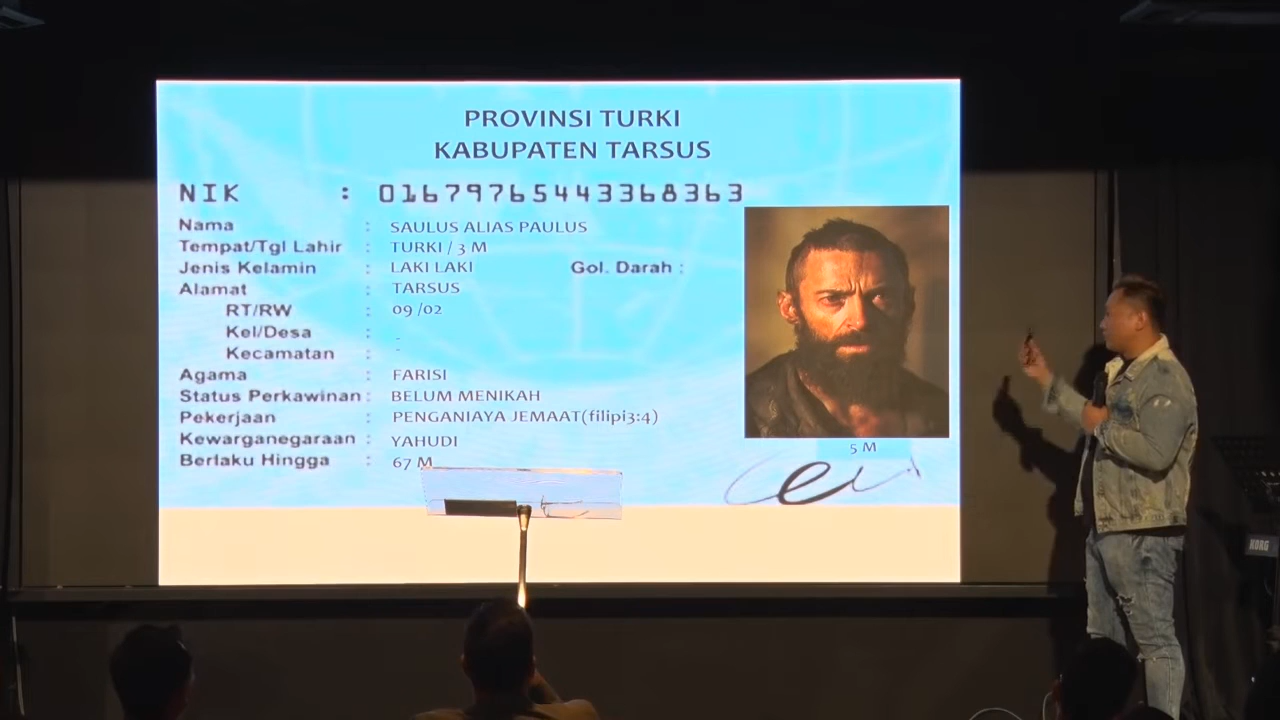 PROVINSI TURKI
KABUPATEN TARSUS
NIK : 0167976544336​8363
Nama : SAULUS ALIAS PAULUS
Tempat/Tgl Lahir : TURKI / 3 M
Jenis Kelamin : LAKI LAKI Gol. Darah :
Alamat : TARSUS
RT/RW : 09 /02
Kel/Desa : -
Kecamatan : -
Agama : FARISI
Status Perkawinan : BELUM MENIKAH
Pekerjaan : PENGANIAYA JEMAAT(filipi3:4)
Kewarganegaraan : YAHUDI
Berlaku Hingga : 67 M
5 M
KORG